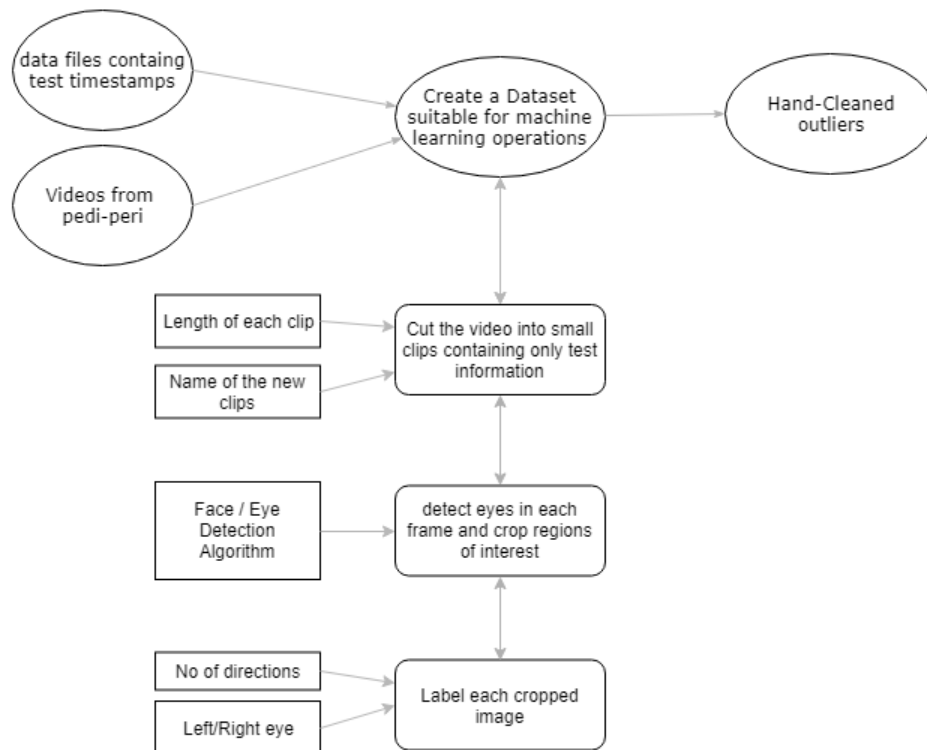 data files containg
test timestamps
Create a Dataset
suitable for machine
learning operations
Hand-Cleaned
outliers
Videos from
pedi-peri
Length of each clip
Name of the new
clips
Cut the video into small
clips containing only test
information
Face / Eye
Detection
Algorithm
detect eyes in each
frame and crop regions
of interest
No of directions
Left/Right eye
Label each cropped
image